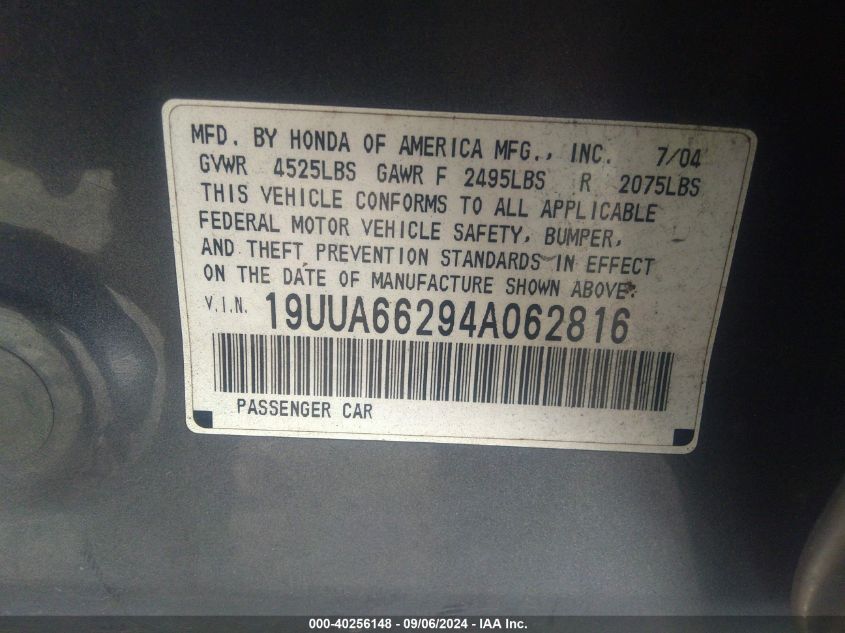 MFD. BY HONDA OF AMERICA MFG., INC. 7/04
GVWR 4525LBS GAWR F 2495LBS R 2075LBS
THIS VEHICLE CONFORMS TO ALL APPLICABLE
FEDERAL MOTOR VEHICLE SAFETY, BUMPER,
AND THEFT PREVENTION STANDARDS IN EFFECT
ON THE DATE OF MANUFACTURE SHOWN ABOVE.
V.I.N. 19UUA66294A062816
PASSENGER CAR
000-40256148 - 09/06/2024 - IAA Inc.